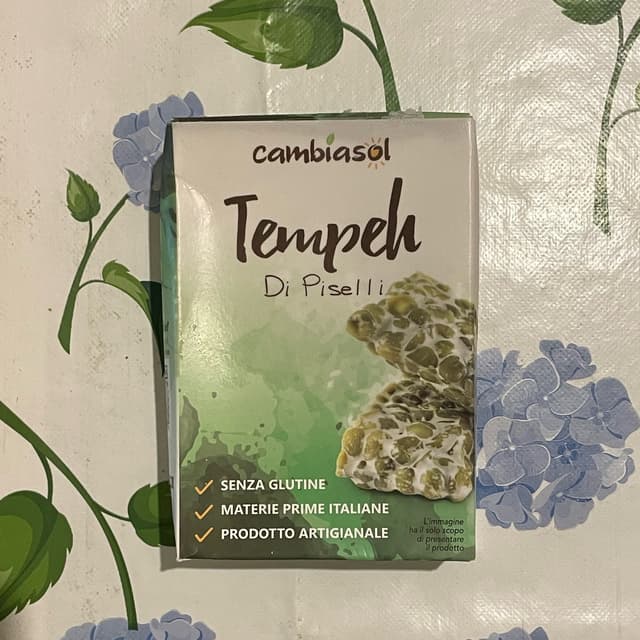 cambiasol
Tempeh
Di Piselli
SENZA GLUTINE
MATERIE PRIME ITALIANE
PRODOTTO ARTIGIANALE
L'immagine
ha il solo scopo
di presentare
il prodotto